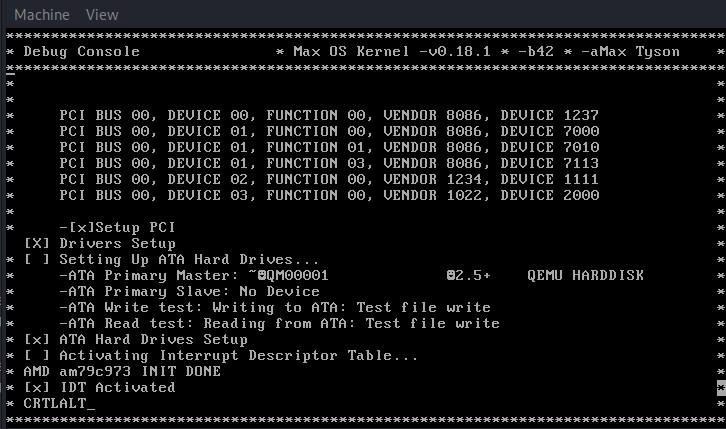 Machine View
********************************************************************************
* Debug Console * Max OS Kernel -v0.18.1 * -b42 * -aMax Tyson *
********************************************************************************
* *
* *
* PCI BUS 00, DEVICE 00, FUNCTION 00, VENDOR 8086, DEVICE 1237 *
* PCI BUS 00, DEVICE 01, FUNCTION 00, VENDOR 8086, DEVICE 7000 *
* PCI BUS 00, DEVICE 01, FUNCTION 01, VENDOR 8086, DEVICE 7010 *
* PCI BUS 00, DEVICE 01, FUNCTION 03, VENDOR 8086, DEVICE 7113 *
* PCI BUS 00, DEVICE 02, FUNCTION 00, VENDOR 1234, DEVICE 1111 *
* PCI BUS 00, DEVICE 03, FUNCTION 00, VENDOR 1022, DEVICE 2000 *
* *
* -[x]Setup PCI *
* [X] Drivers Setup *
* [ ] Setting Up ATA Hard Drives... *
* -ATA Primary Master: QM00001 2.5+ QEMU HARDDISK *
* -ATA Primary Slave: No Device *
* -ATA Write test: Writing to ATA: Test file write *
* -ATA Read test: Reading from ATA: Test file write *
* [x] ATA Hard Drives Setup *
* [ ] Activating Interrupt Descriptor Table... *
* AMD am79c973 INIT DONE *
* [x] IDT Activated *
* CRTLALT_ *
********************************************************************************